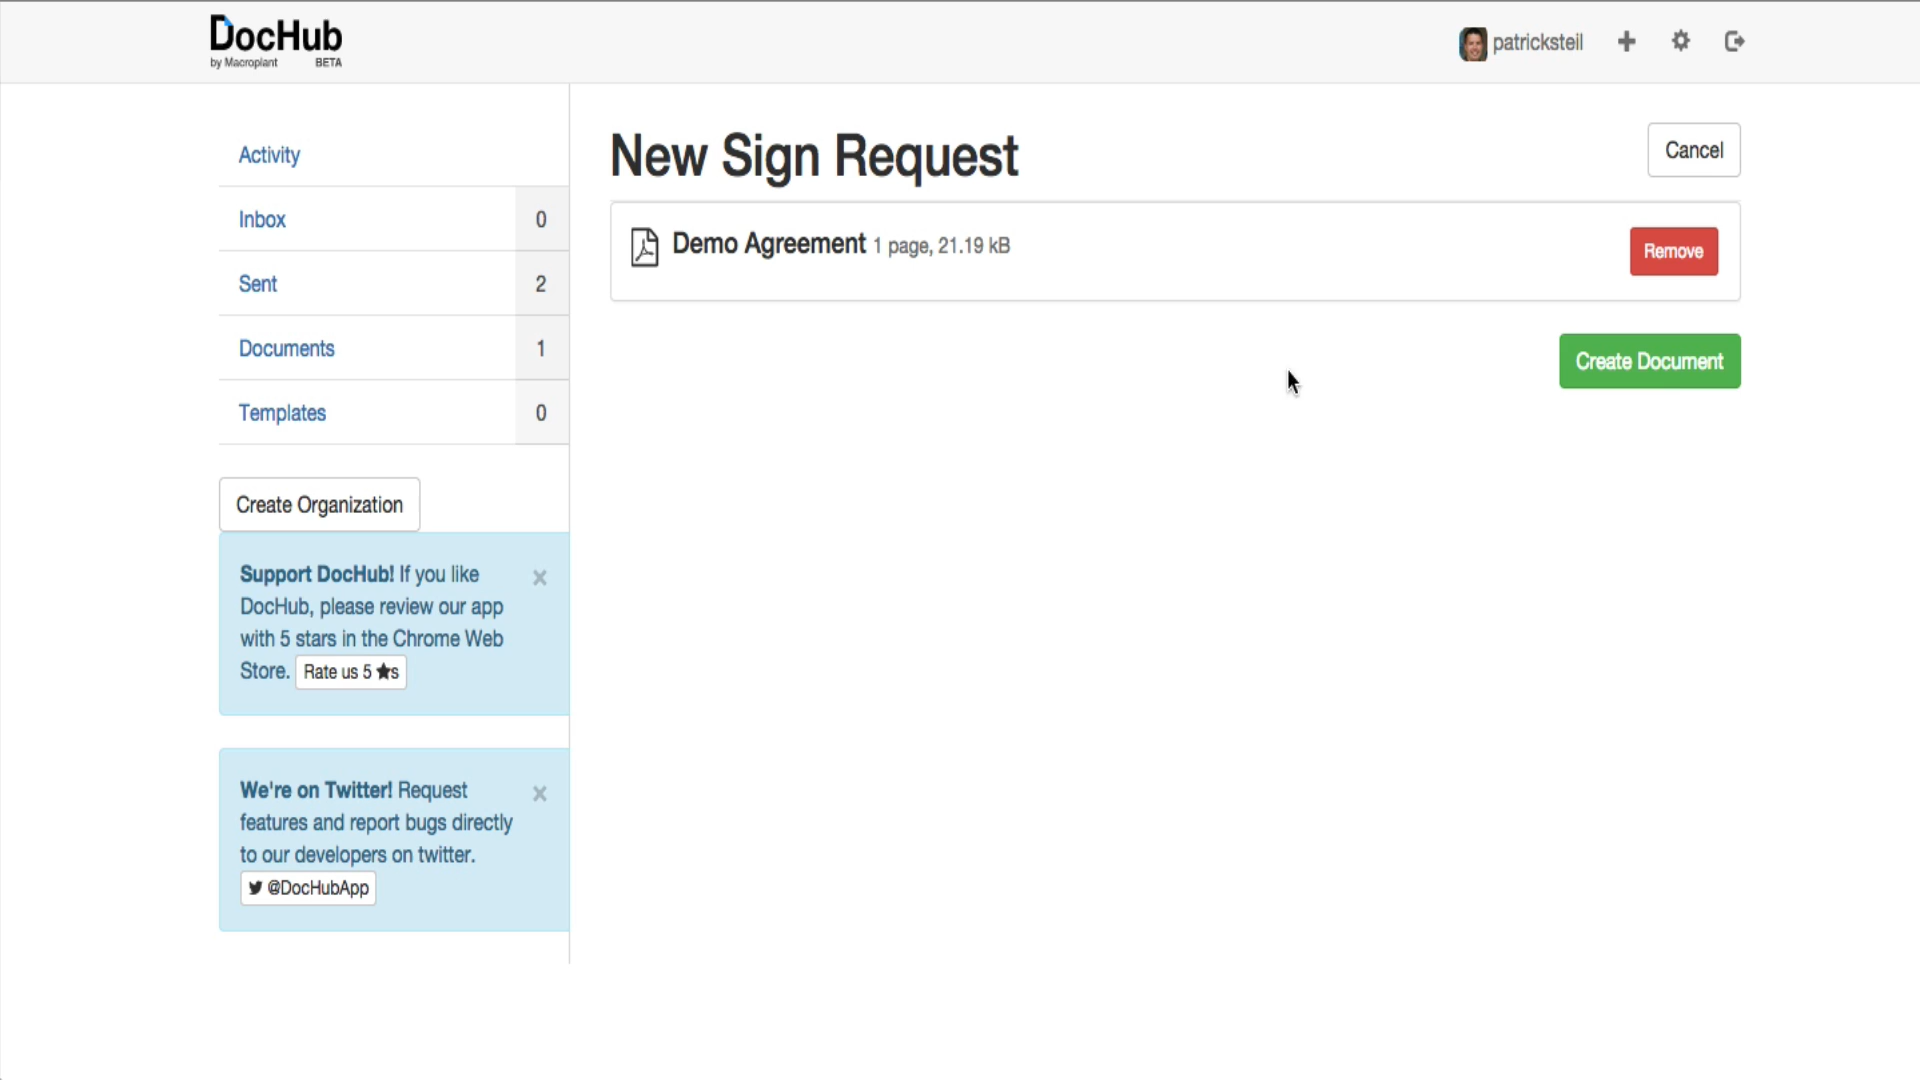 DocHub
by Macroplant BETA
patricksteil
Activity
Inbox 0
Sent 2
Documents 1
Templates 0
Create Organization
Support DocHub! If you like
DocHub, please review our app
with 5 stars in the Chrome Web
Store. Rate us 5 ★s
We're on Twitter! Request
features and report bugs directly
to our developers on twitter.
@DocHubApp
New Sign Request
Cancel
Demo Agreement 1 page, 21.19 kB
Remove
Create Document